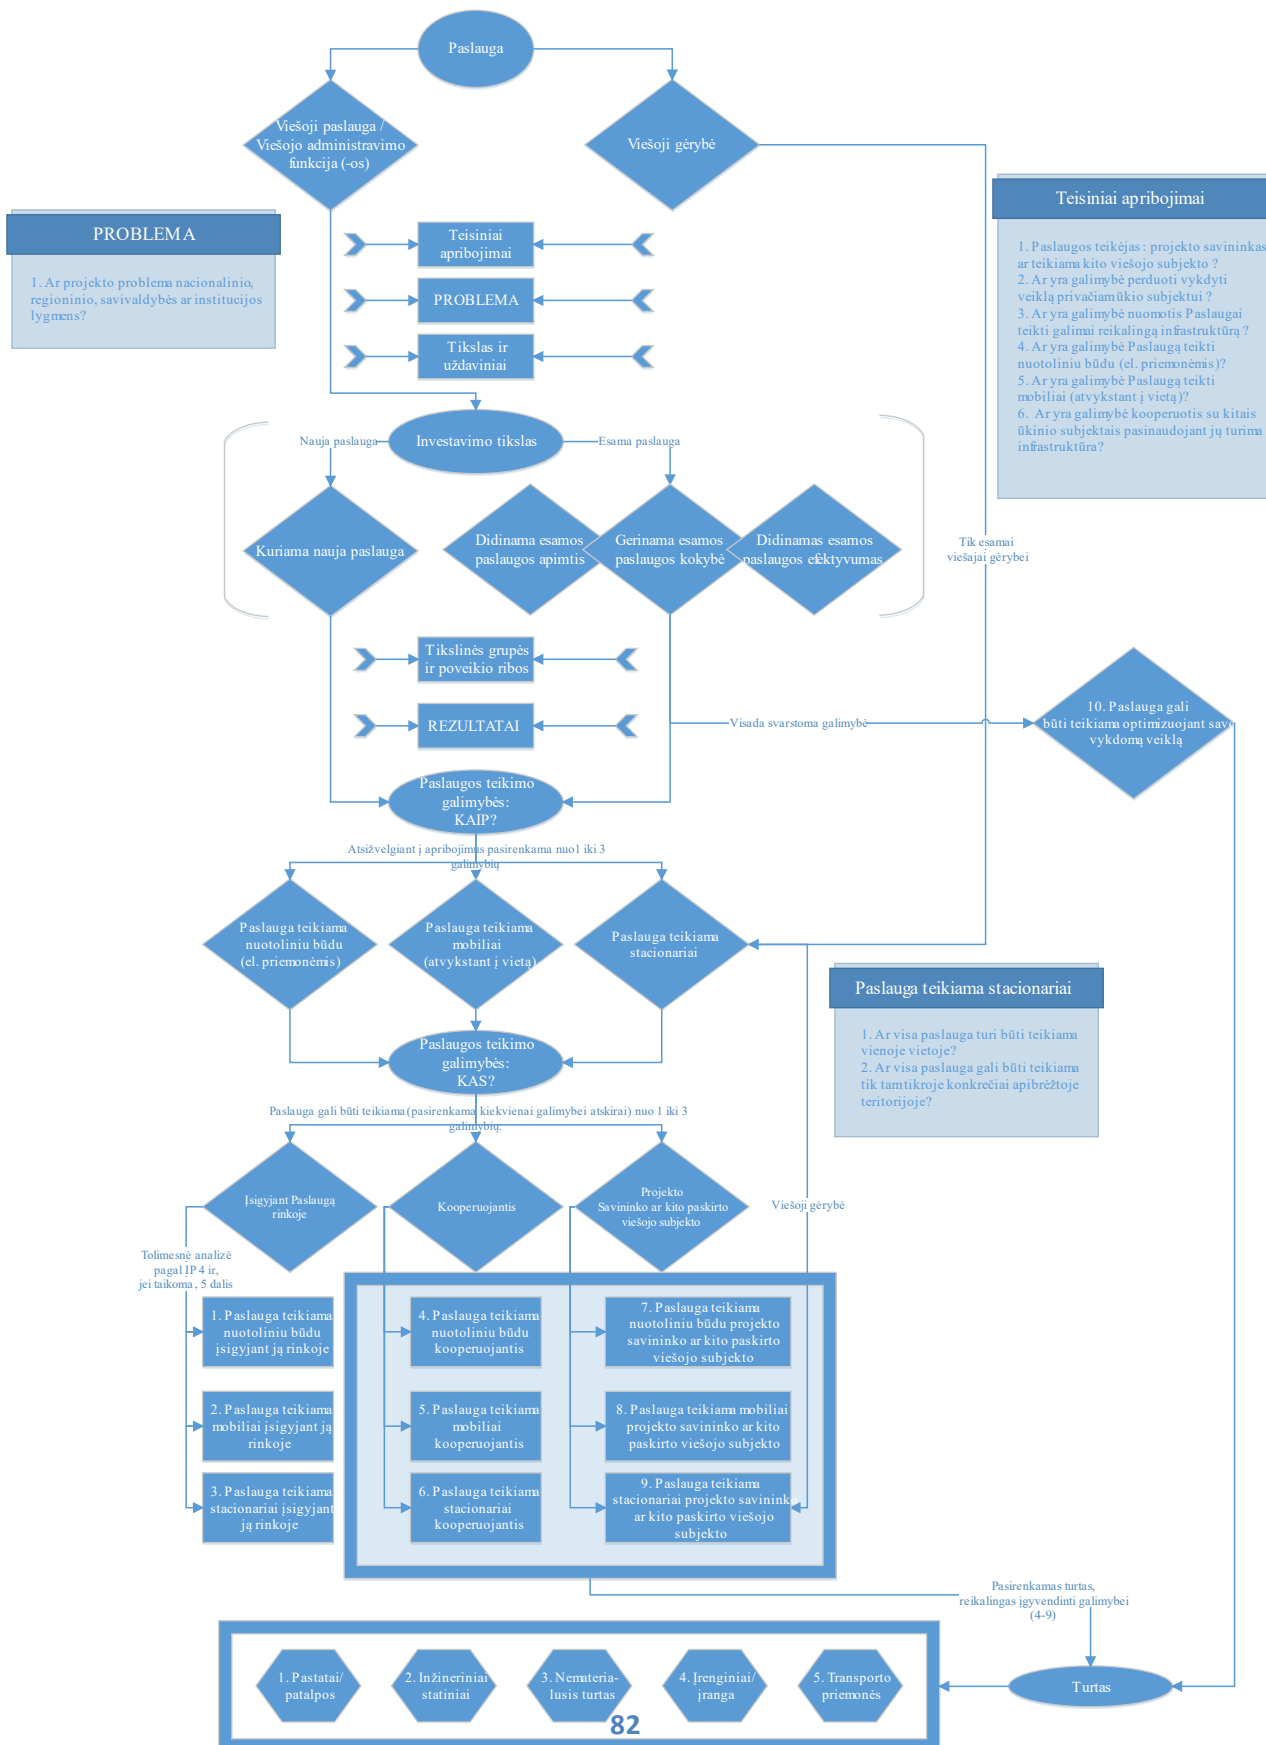 Paslauga
Viešoji paslauga /
Viešojo administravimo
funkcija (-os)
Viešoji gėrybė
Teisiniai apribojimai
1. Paslaugos teikėjas : projekto savininkas
ar teikiama kito viešojo subjekto ?
2. Ar yra galimybė perduoti vykdyti
veiklą privačiam ūkio subjektui ?
3. Ar yra galimybė nuomotis Paslaugai
teikti galimai reikalingą infrastruktūrą ?
4. Ar yra galimybė Paslaugą teikti
nuotoliniu būdu (el. priemonėmis)?
5. Ar yra galimybė Paslaugą teikti
mobiliai (atvykstant į vietą)?
6. Ar yra galimybė kooperuotis su kitais
ūkinio subjektais pasinaudojant jų turima
infrastruktūra?
PROBLEMA
1. Ar projekto problema nacionalinio,
regioninio, savivaldybės ar institucijos
lygmens?
Teisiniai
apribojimai
PROBLEMA
Tikslas ir
uždaviniai
Nauja paslauga
Investavimo tikslas
Esama paslauga
Kuriama nauja paslauga
Didinama esamos
paslaugos apimtis
Gerinama esamos
paslaugos kokybė
Didinamas esamos
paslaugos efektyvumas
Tik esamai
viešajai gėrybei
Tikslinės grupės
ir poveikio ribos
REZULTATAI
Visada svarstoma galimybė
10. Paslauga gali
būti teikiama optimizuojant savo
vykdomą veiklą
Paslaugos teikimo
galimybės:
KAIP?
Atsižvelgiant į apribojimus pasirenkama nuo1 iki 3
galimybių
Paslauga teikiama
nuotoliniu būdu
(el. priemonėmis)
Paslauga teikiama
mobiliai
(atvykstant į vietą)
Paslauga teikiama
stacionariai
Paslauga teikiama stacionariai
1. Ar visa paslauga turi būti teikiama
vienoje vietoje?
2. Ar visa paslauga gali būti teikiama
tik tam tikroje konkrečiai apibrėžtoje
teritorijoje?
Paslaugos teikimo
galimybės:
KAS?
Paslauga gali būti teikiama (pasirenkama kiekvienai galimybei atskirai) nuo 1 iki 3
galimybių.
Įsigyjant Paslaugą
rinkoje
Kooperuojantis
Projekto
Savininko ar kito paskirto
viešojo subjekto
Viešoji gėrybė
Tolimesnė analizė
pagal IP 4 ir,
jei taikoma, 5 dalis
1. Paslauga teikiama
nuotoliniu būdu
įsigyjant ją rinkoje
4. Paslauga teikiama
nuotoliniu būdu
kooperuojantis
7. Paslauga teikiama
nuotoliniu būdu projekto
savininko ar kito paskirto
viešojo subjekto
2. Paslauga teikiama
mobiliai įsigyjant ją
rinkoje
5. Paslauga teikiama
mobiliai
kooperuojantis
8. Paslauga teikiama mobiliai
projekto savininko ar kito
paskirto viešojo subjekto
3. Paslauga teikiama
stacionariai įsigyjant
ją rinkoje
6. Paslauga teikiama
stacionariai
kooperuojantis
9. Paslauga teikiama
stacionariai projekto savininko
ar kito paskirto viešojo
subjekto
Pasirenkamas turtas,
reikalingas įgyvendinti galimybei
(4-9)
1. Pastatai/
patalpos
2. Inžineriniai
statiniai
3. Nemateria-
lusis turtas
4. Įrenginiai/
įranga
5. Transporto
priemonės
Turtas
82